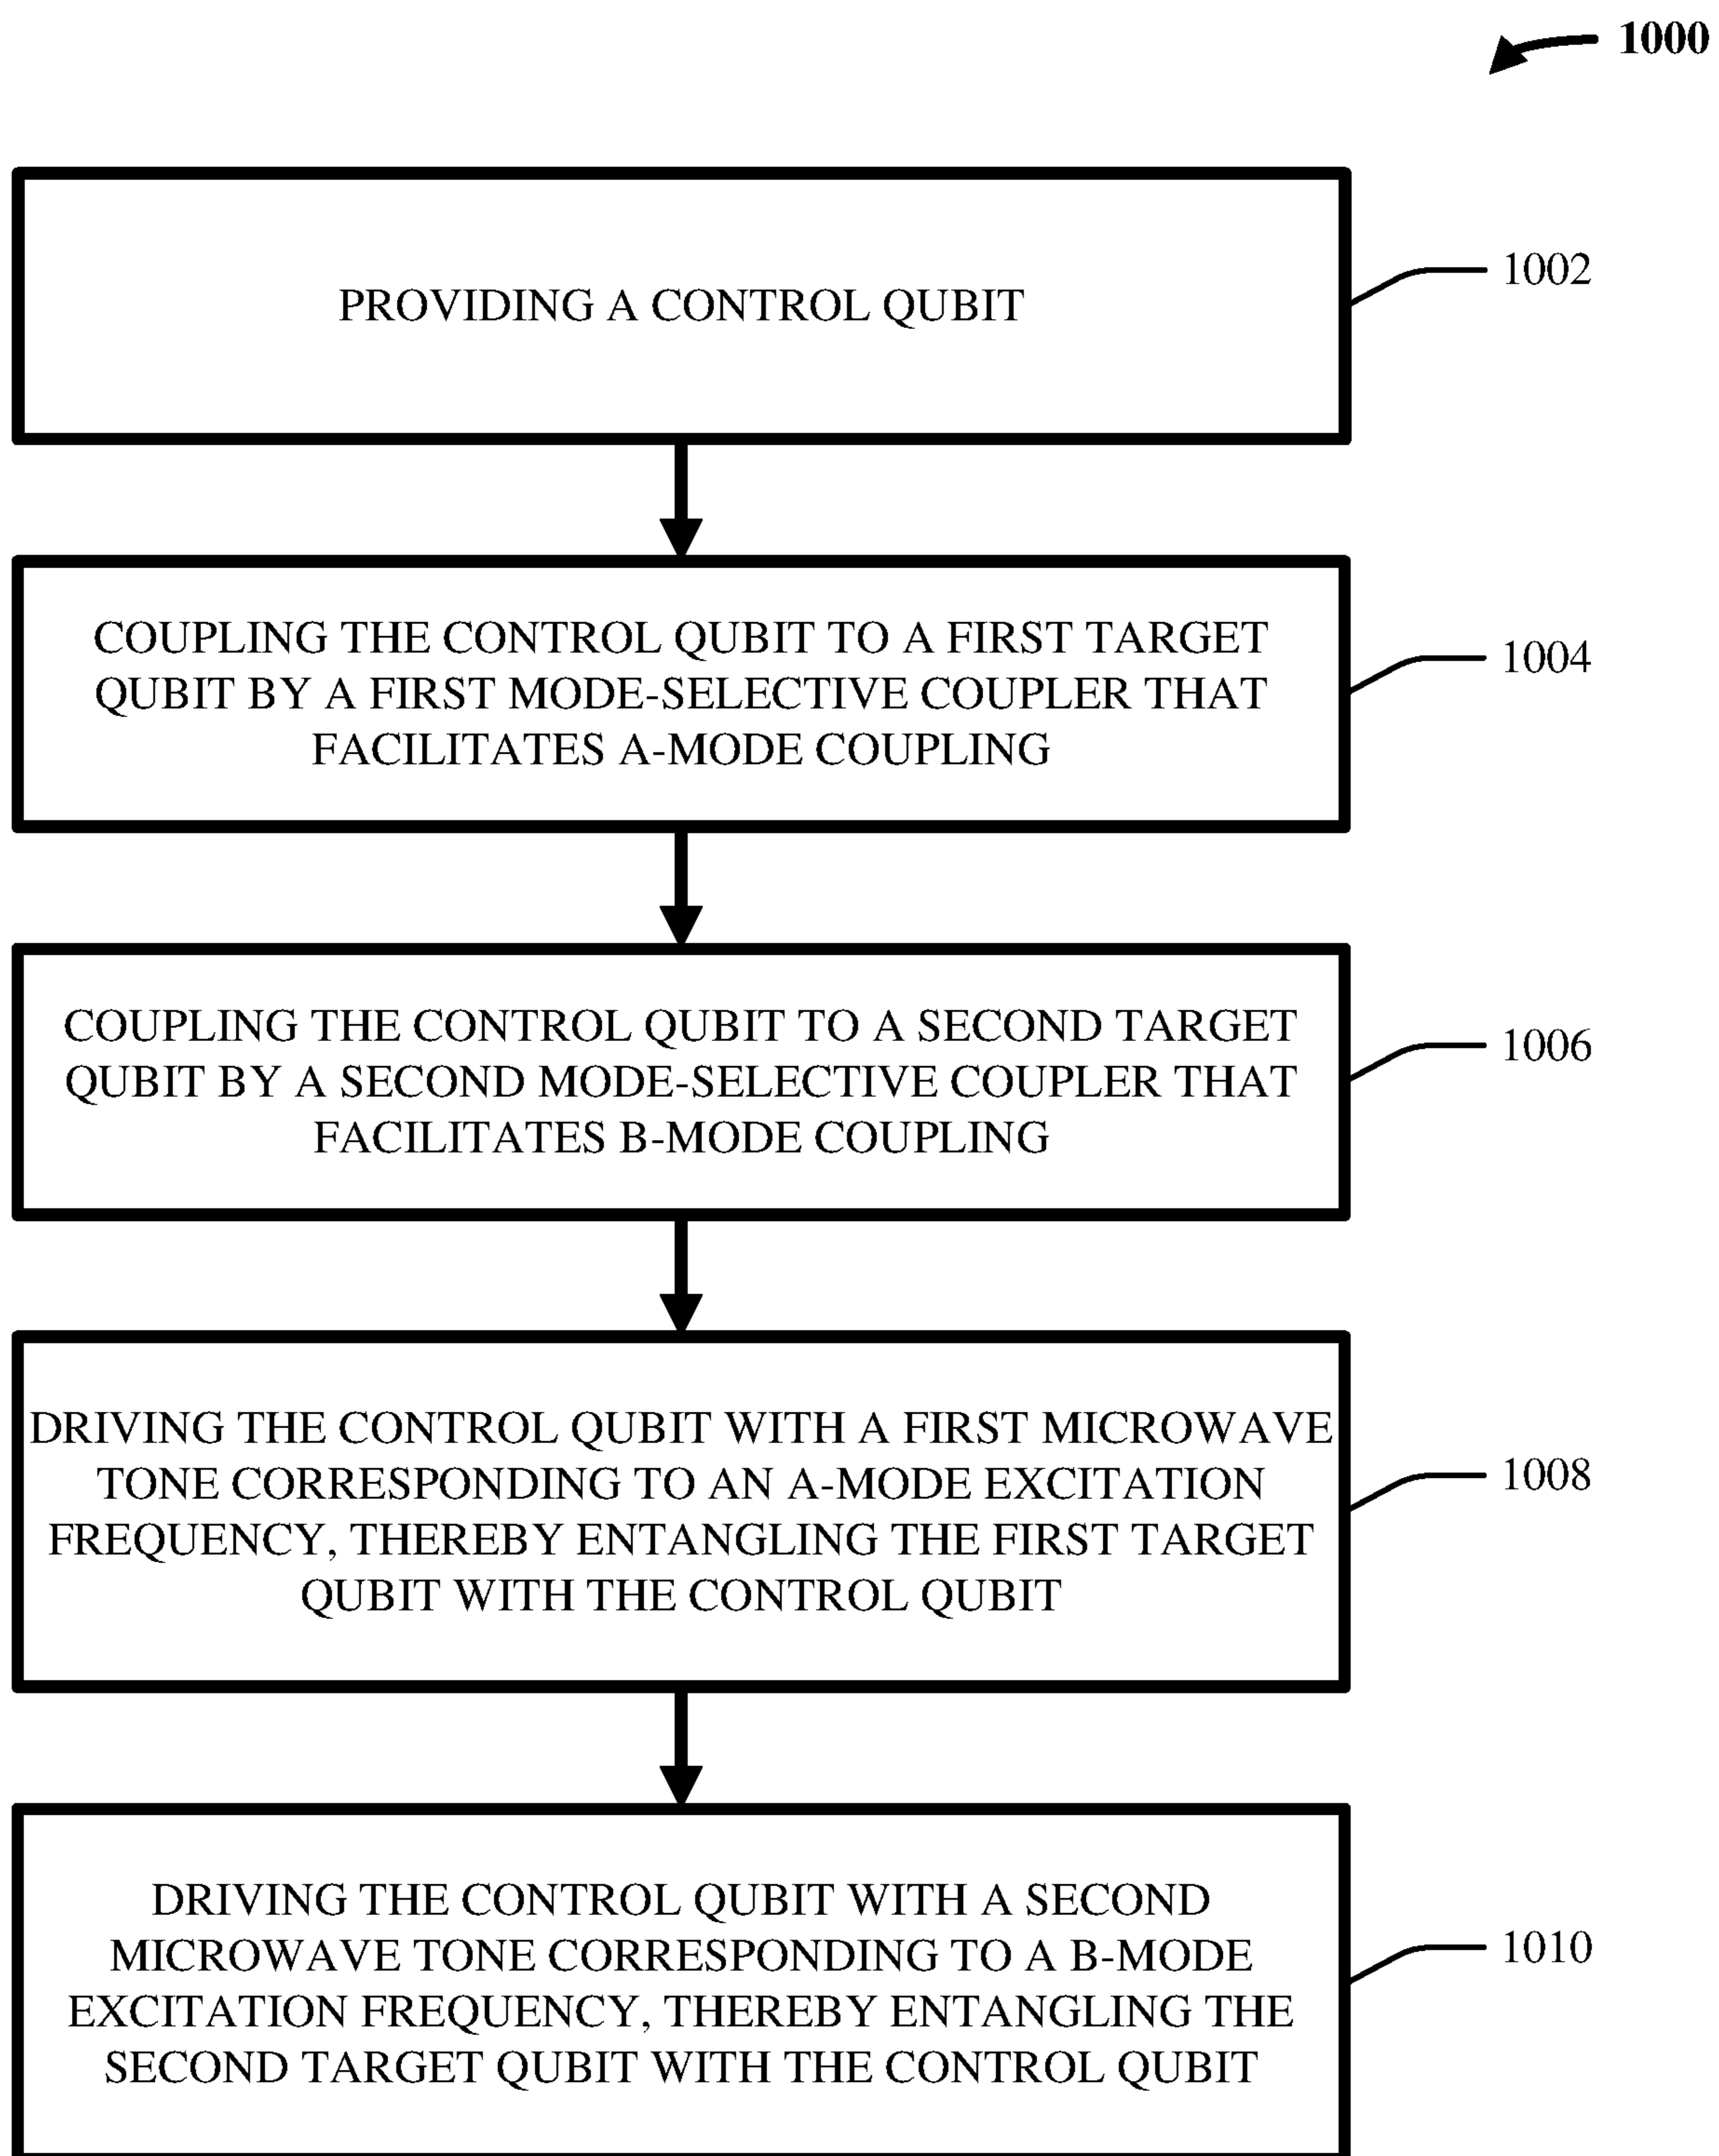 1000
PROVIDING A CONTROL QUBIT
1002
COUPLING THE CONTROL QUBIT TO A FIRST TARGET
QUBIT BY A FIRST MODE-SELECTIVE COUPLER THAT
FACILITATES A-MODE COUPLING
1004
COUPLING THE CONTROL QUBIT TO A SECOND TARGET
QUBIT BY A SECOND MODE-SELECTIVE COUPLER THAT
FACILITATES B-MODE COUPLING
1006
DRIVING THE CONTROL QUBIT WITH A FIRST MICROWAVE
TONE CORRESPONDING TO AN A-MODE EXCITATION
FREQUENCY, THEREBY ENTANGLING THE FIRST TARGET
QUBIT WITH THE CONTROL QUBIT
1008
DRIVING THE CONTROL QUBIT WITH A SECOND
MICROWAVE TONE CORRESPONDING TO A B-MODE
EXCITATION FREQUENCY, THEREBY ENTANGLING THE
SECOND TARGET QUBIT WITH THE CONTROL QUBIT
1010